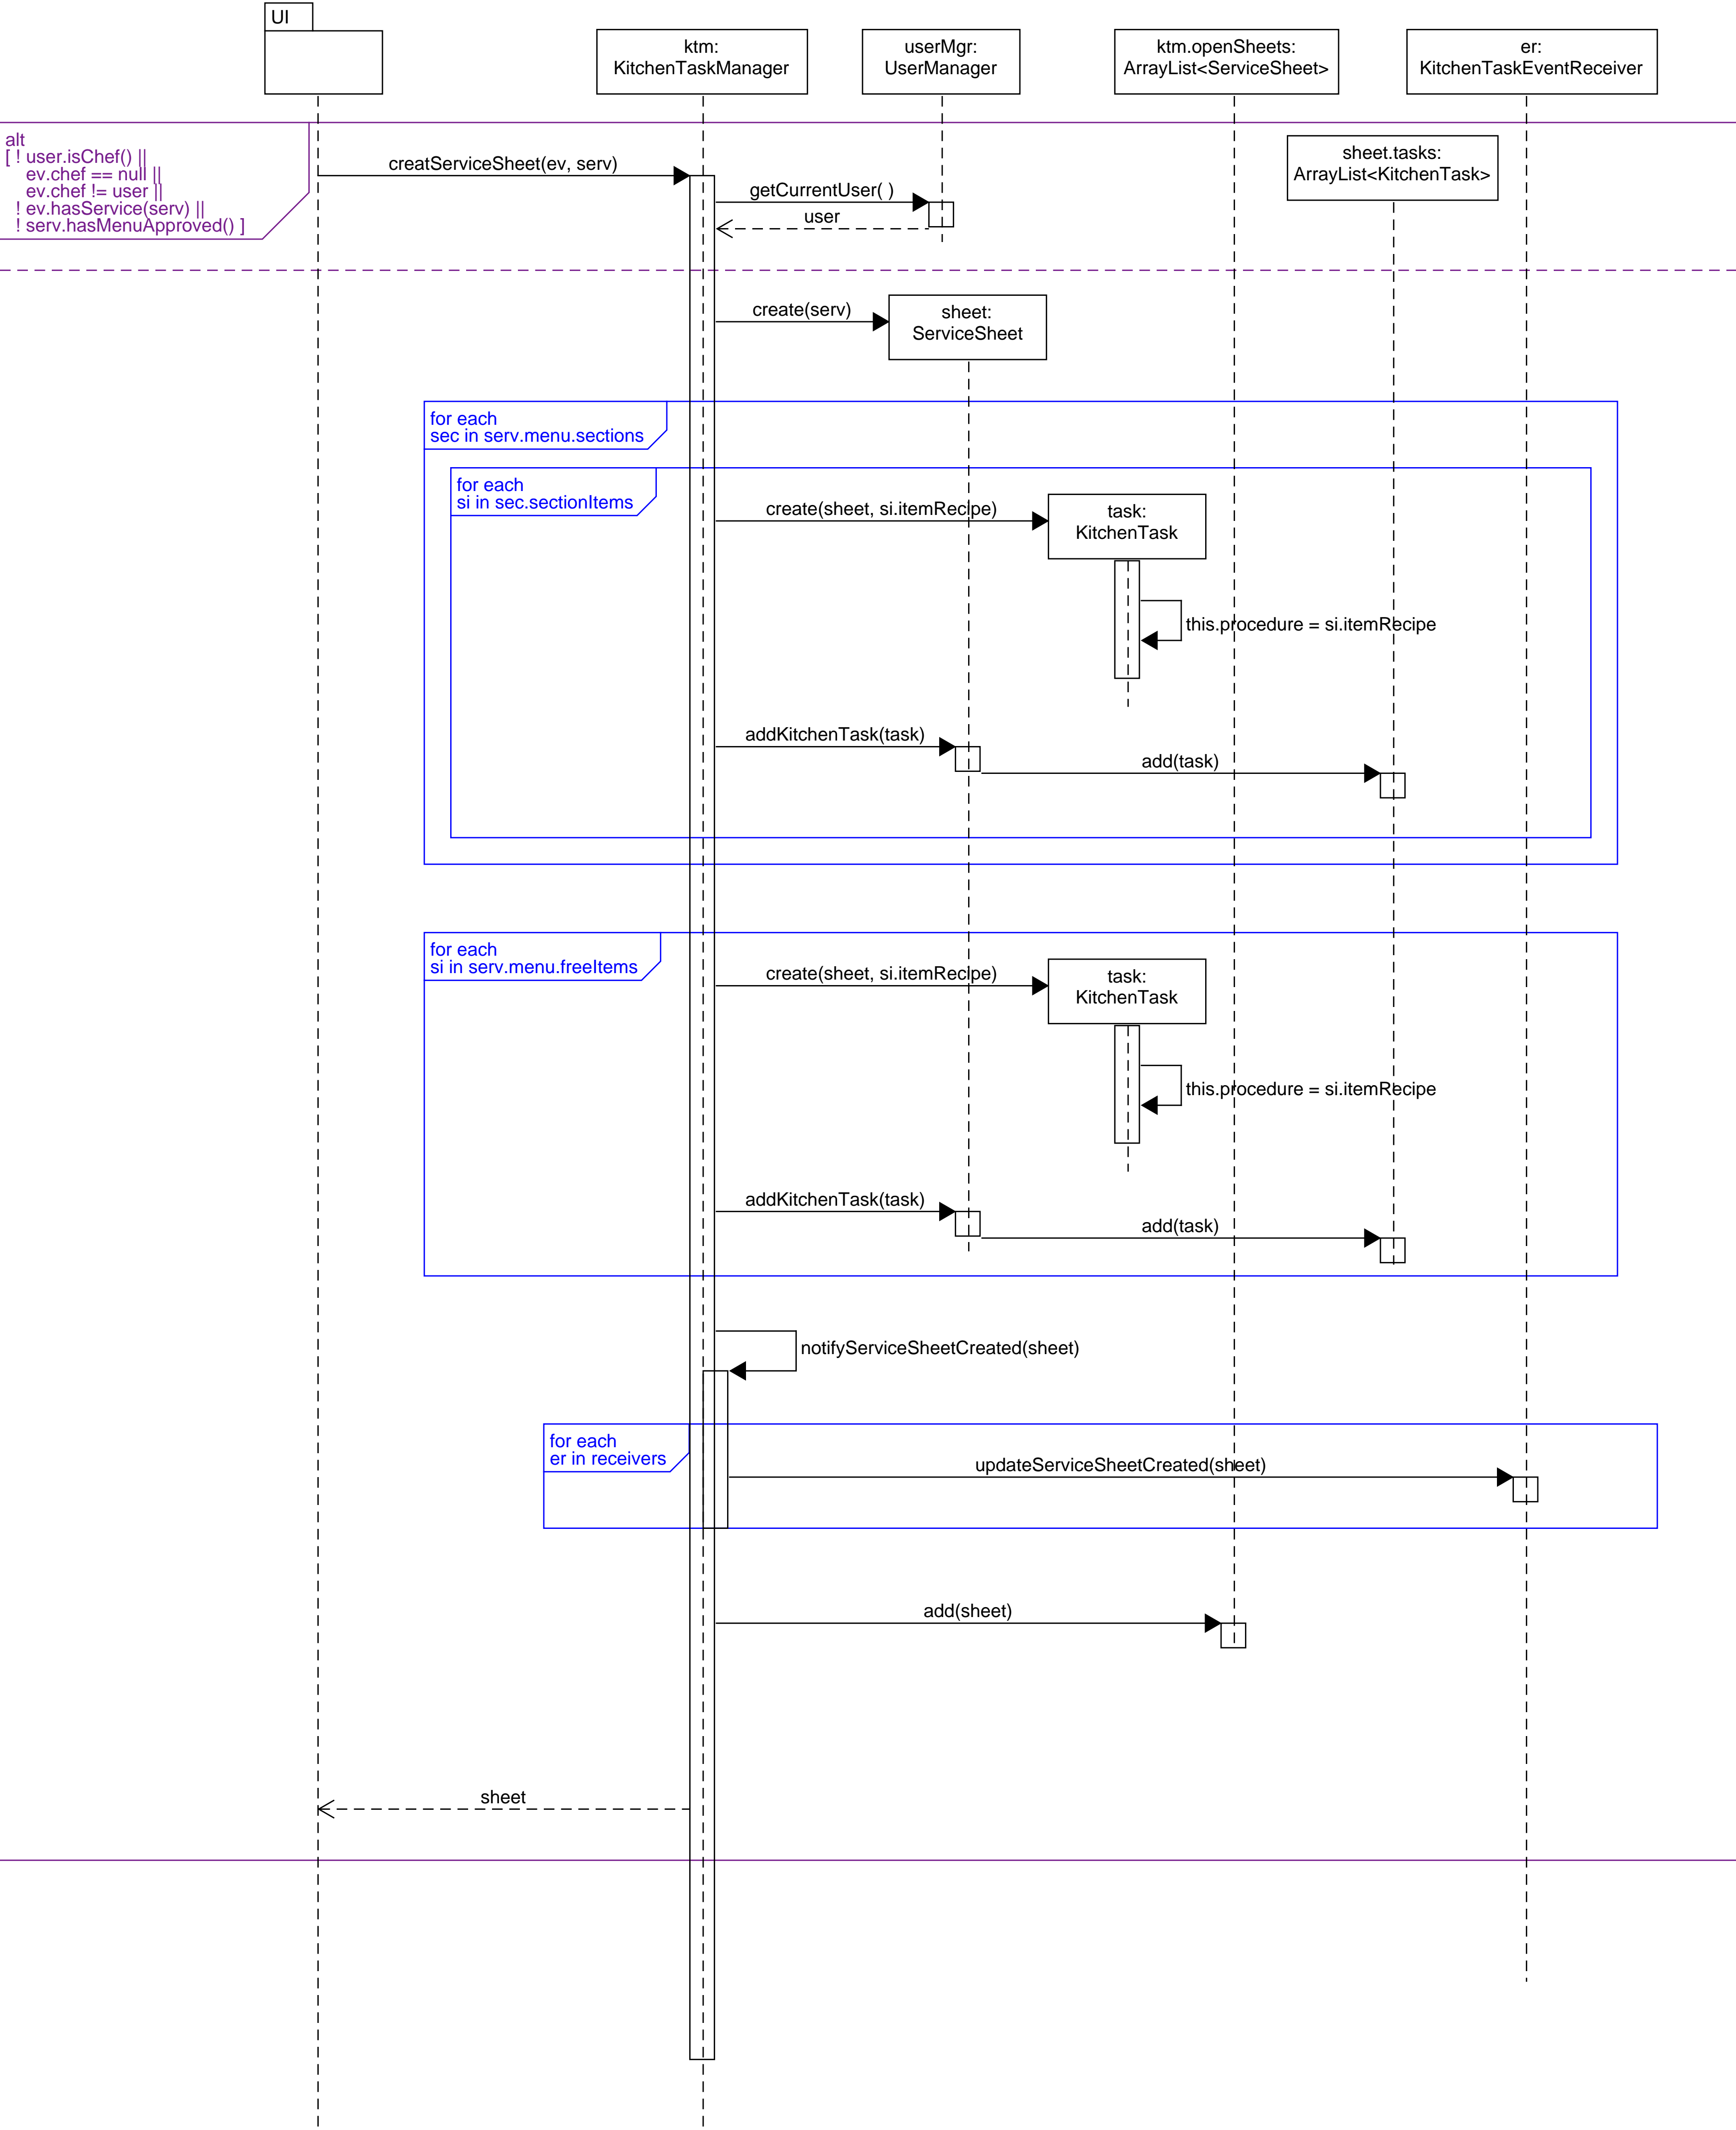 UI
ktm:
KitchenTaskManager
userMgr:
UserManager
ktm.openSheets:
ArrayList<ServiceSheet>
er:
KitchenTaskEventReceiver
alt
[ ! user.isChef() ||
ev.chef == null ||
ev.chef != user ||
! ev.hasService(serv) ||
! serv.hasMenuApproved() ]
sheet.tasks:
ArrayList<KitchenTask>
creatServiceSheet(ev, serv)
getCurrentUser( )
user
create(serv)
sheet:
ServiceSheet
for each
sec in serv.menu.sections
for each
si in sec.sectionItems
create(sheet, si.itemRecipe)
task:
KitchenTask
this.procedure = si.itemRecipe
addKitchenTask(task)
add(task)
for each
si in serv.menu.freeItems
create(sheet, si.itemRecipe)
task:
KitchenTask
this.procedure = si.itemRecipe
addKitchenTask(task)
add(task)
notifyServiceSheetCreated(sheet)
for each
er in receivers
updateServiceSheetCreated(sheet)
add(sheet)
sheet